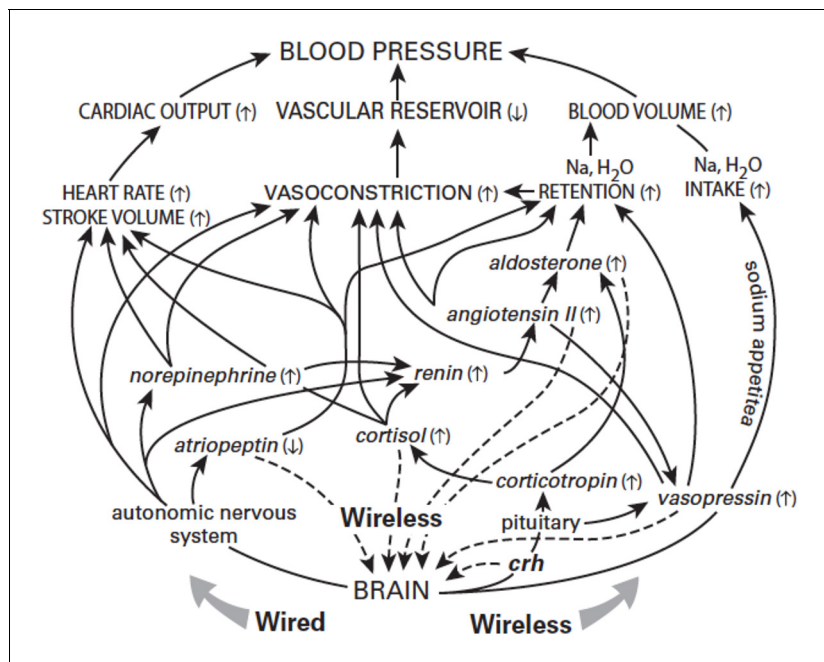 BLOOD PRESSURE
CARDIAC OUTPUT (↑)
VASCULAR RESERVOIR (↓)
BLOOD VOLUME (↑)
HEART RATE (↑)
STROKE VOLUME (↑)
VASOCONSTRICTION (↑)
Na, H₂O
RETENTION (↑)
Na, H₂O
INTAKE (↑)
aldosterone (↑)
angiotensin II (↑)
sodium appetitea
norepinephrine (↑)
renin (↑)
atriopeptin (↓)
cortisol (↑)
corticotropin (↑)
vasopressin (↑)
autonomic nervous
system
Wireless
pituitary
crh
BRAIN
Wired
Wireless